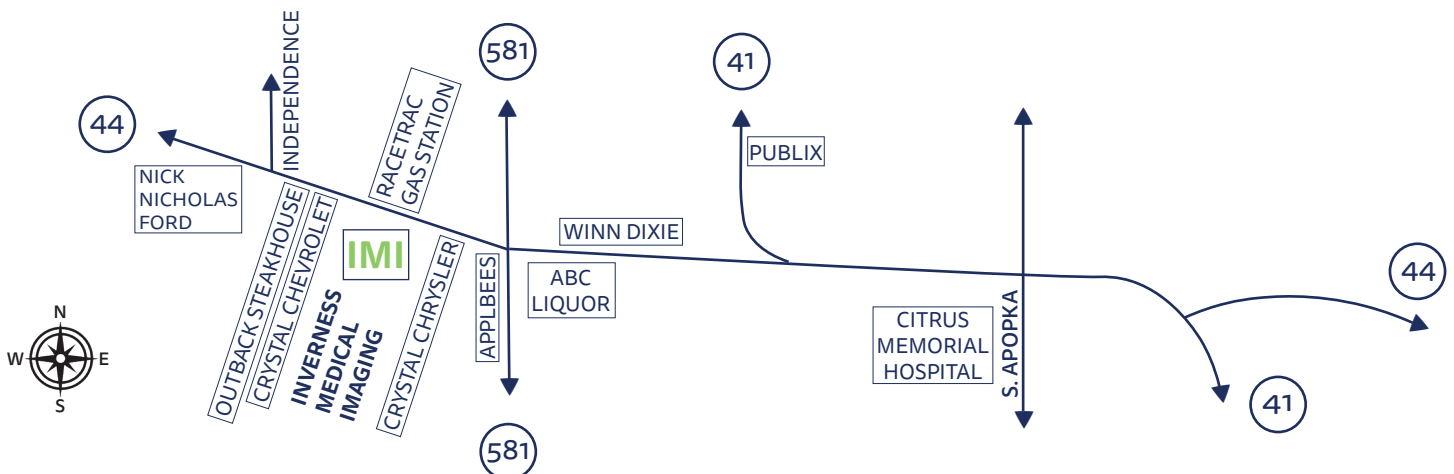 581
41
INDEPENDENCE
44
RACETRAC
GAS STATION
PUBLIX
NICK
NICHOLAS
FORD
OUTBACK STEAKHOUSE
CRYSTAL CHEVROLET
IMI
INVERNESS
MEDICAL
IMAGING
CRYSTAL CHRYSLER
APPLBEES
WINN DIXIE
ABC
LIQUOR
CITRUS
MEMORIAL
HOSPITAL
S. APOPKA
44
41
581
N
W
E
S